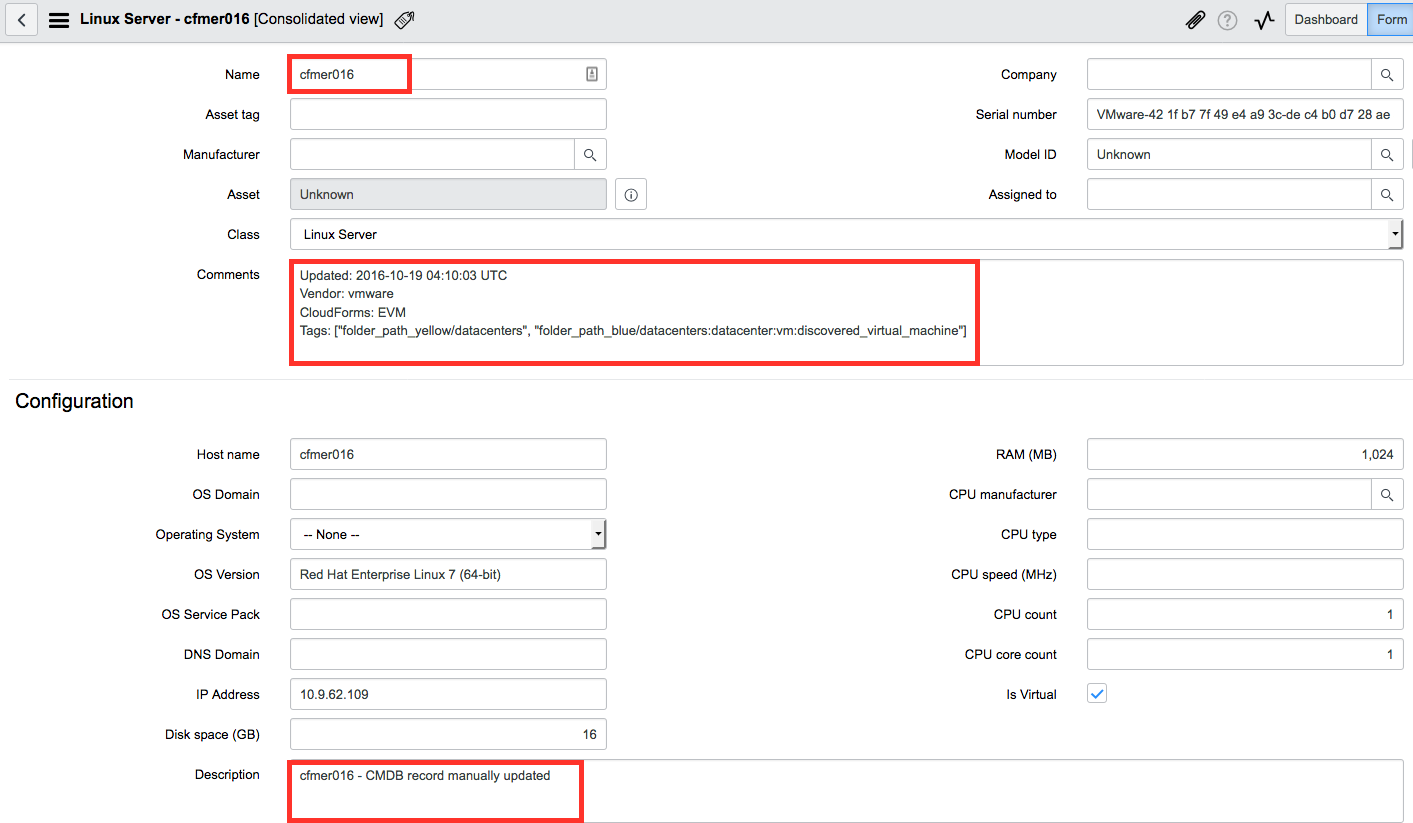 Linux Server - cfmer016 [Consolidated view]
Dashboard
Form
Name cfmer016
Company
Asset tag
Serial number VMware-42 1f b7 7f 49 e4 a9 3c-de c4 b0 d7 28 ae
Manufacturer
Model ID Unknown
Asset Unknown
Assigned to
Class Linux Server
Comments Updated: 2016-10-19 04:10:03 UTC
Vendor: vmware
CloudForms: EVM
Tags: ["folder_path_yellow/datacenters", "folder_path_blue/datacenters:datacenter:vm:discovered_virtual_machine"]
Configuration
Host name cfmer016
RAM (MB) 1,024
OS Domain
CPU manufacturer
Operating System -- None --
CPU type
OS Version Red Hat Enterprise Linux 7 (64-bit)
CPU speed (MHz)
OS Service Pack
CPU count 1
DNS Domain
CPU core count 1
IP Address 10.9.62.109
Is Virtual
Disk space (GB) 16
Description cfmer016 - CMDB record manually updated